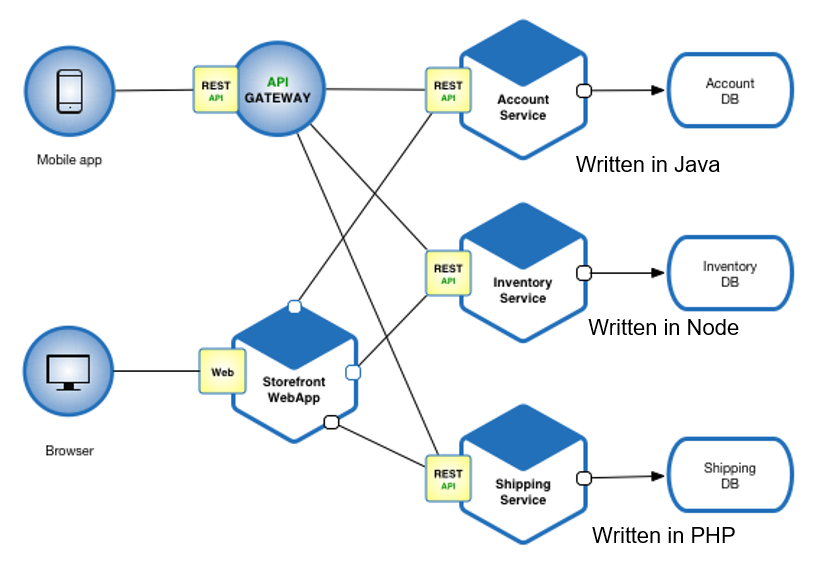 REST
API
API
GATEWAY
Mobile app
REST
API
Account
Service
Account
DB
Written in Java
REST
API
Inventory
Service
Inventory
DB
Written in Node
Web
Storefront
WebApp
Browser
REST
API
Shipping
Service
Shipping
DB
Written in PHP